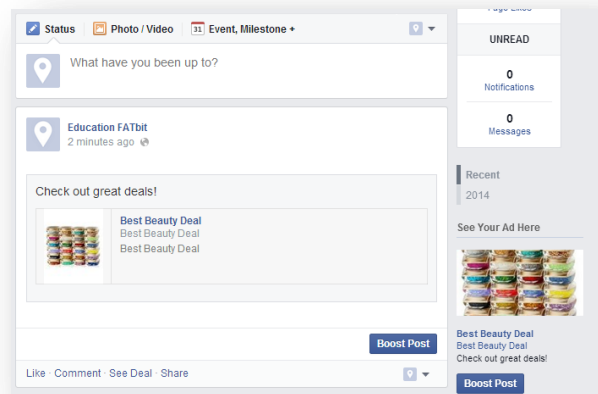 Status Photo / Video 31 Event, Milestone +
What have you been up to?
Education FATbit
2 minutes ago
Check out great deals!
Best Beauty Deal
Best Beauty Deal
Best Beauty Deal
Boost Post
Like · Comment · See Deal · Share
Page Likes
UNREAD
0
Notifications
0
Messages
Recent
2014
See Your Ad Here
Best Beauty Deal
Best Beauty Deal
Check out great deals!
Boost Post